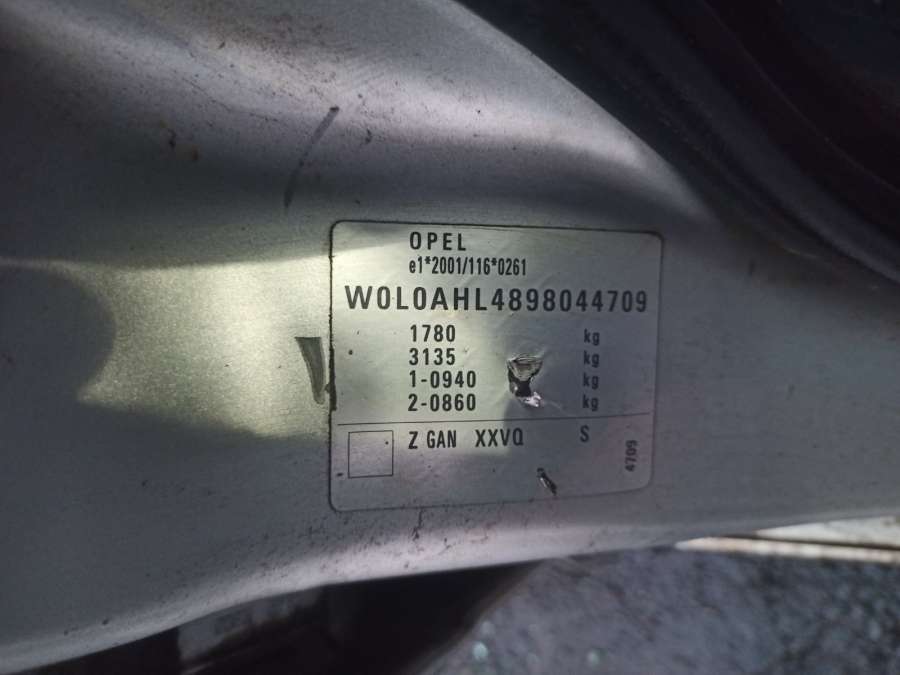 OPEL
e1*2001/116*0261
W0L0AHL4898044709
1780 kg
3135 kg
1-0940 kg
2-0860 kg
Z GAN XXVQ S
4709